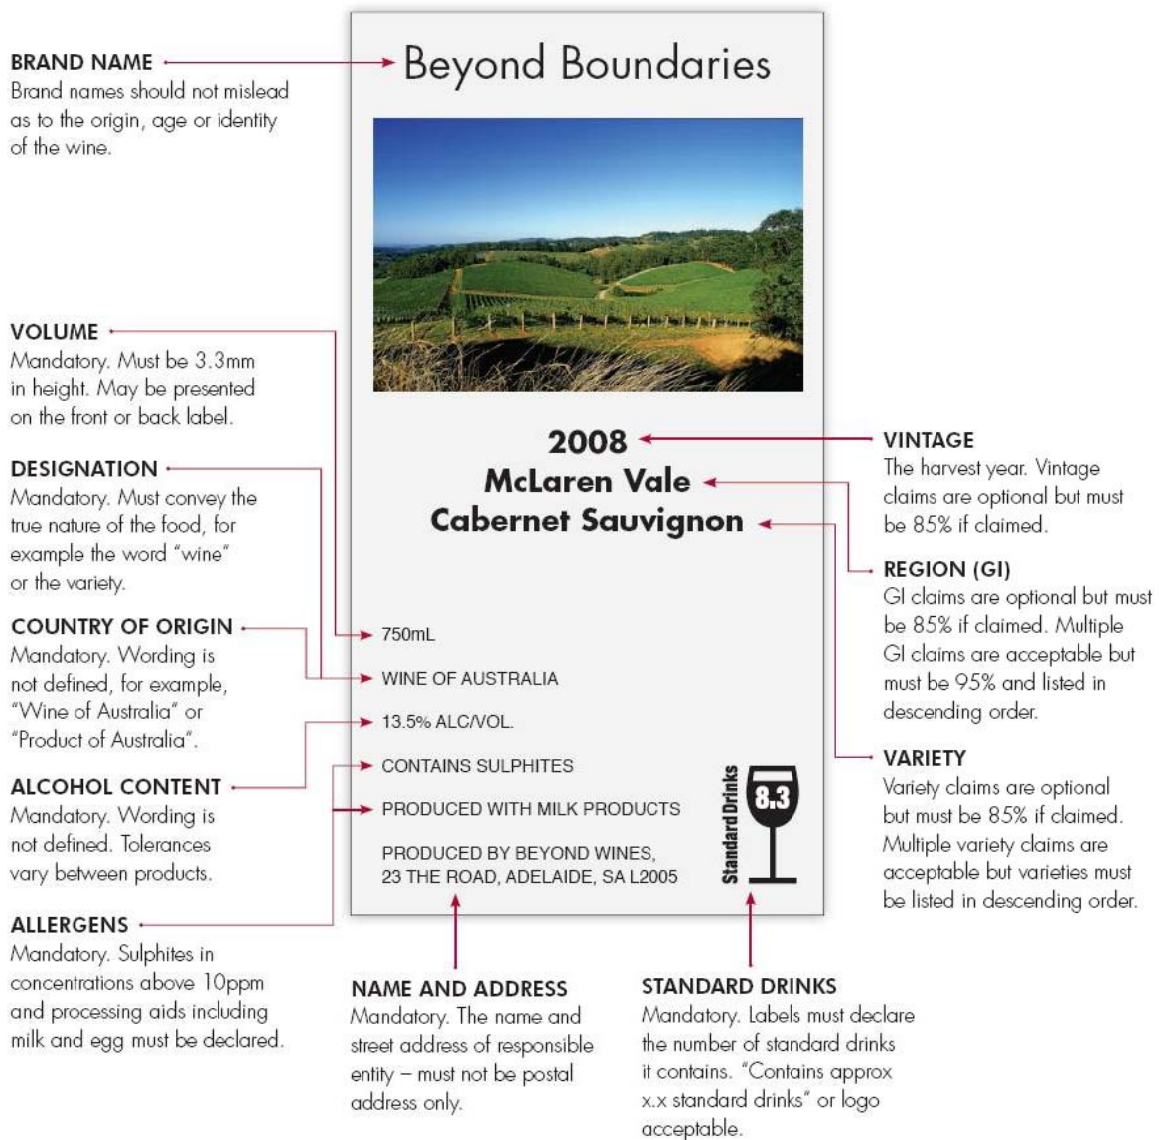 BRAND NAME
Brand names should not mislead
as to the origin, age or identity
of the wine.
Beyond Boundaries
VOLUME
Mandatory. Must be 3.3mm
in height. May be presented
on the front or back label.
DESIGNATION
Mandatory. Must convey the
true nature of the food, for
example the word “wine”
or the variety.
COUNTRY OF ORIGIN
Mandatory. Wording is
not defined, for example,
“Wine of Australia” or
“Product of Australia”.
ALCOHOL CONTENT
Mandatory. Wording is
not defined. Tolerances
vary between products.
ALLERGENS
Mandatory. Sulphites in
concentrations above 10ppm
and processing aids including
milk and egg must be declared.
2008
McLaren Vale
Cabernet Sauvignon
750mL
WINE OF AUSTRALIA
13.5% ALC/VOL.
CONTAINS SULPHITES
PRODUCED WITH MILK PRODUCTS
PRODUCED BY BEYOND WINES,
23 THE ROAD, ADELAIDE, SA L2005
Standard Drinks
8.3
VINTAGE
The harvest year. Vintage
claims are optional but must
be 85% if claimed.
REGION (GI)
GI claims are optional but must
be 85% if claimed. Multiple
GI claims are acceptable but
must be 95% and listed in
descending order.
VARIETY
Variety claims are optional
but must be 85% if claimed.
Multiple variety claims are
acceptable but varieties must
be listed in descending order.
NAME AND ADDRESS
Mandatory. The name and
street address of responsible
entity – must not be postal
address only.
STANDARD DRINKS
Mandatory. Labels must declare
the number of standard drinks
it contains. “Contains approx
x.x standard drinks” or logo
acceptable.